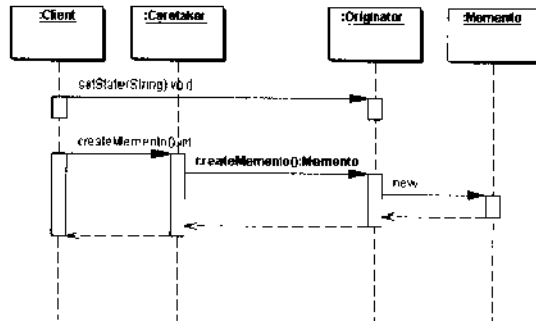 :Client
:Caretaker
:Originator
:Memento
setState(String):void
createMemento():int
createMemento():Memento
new